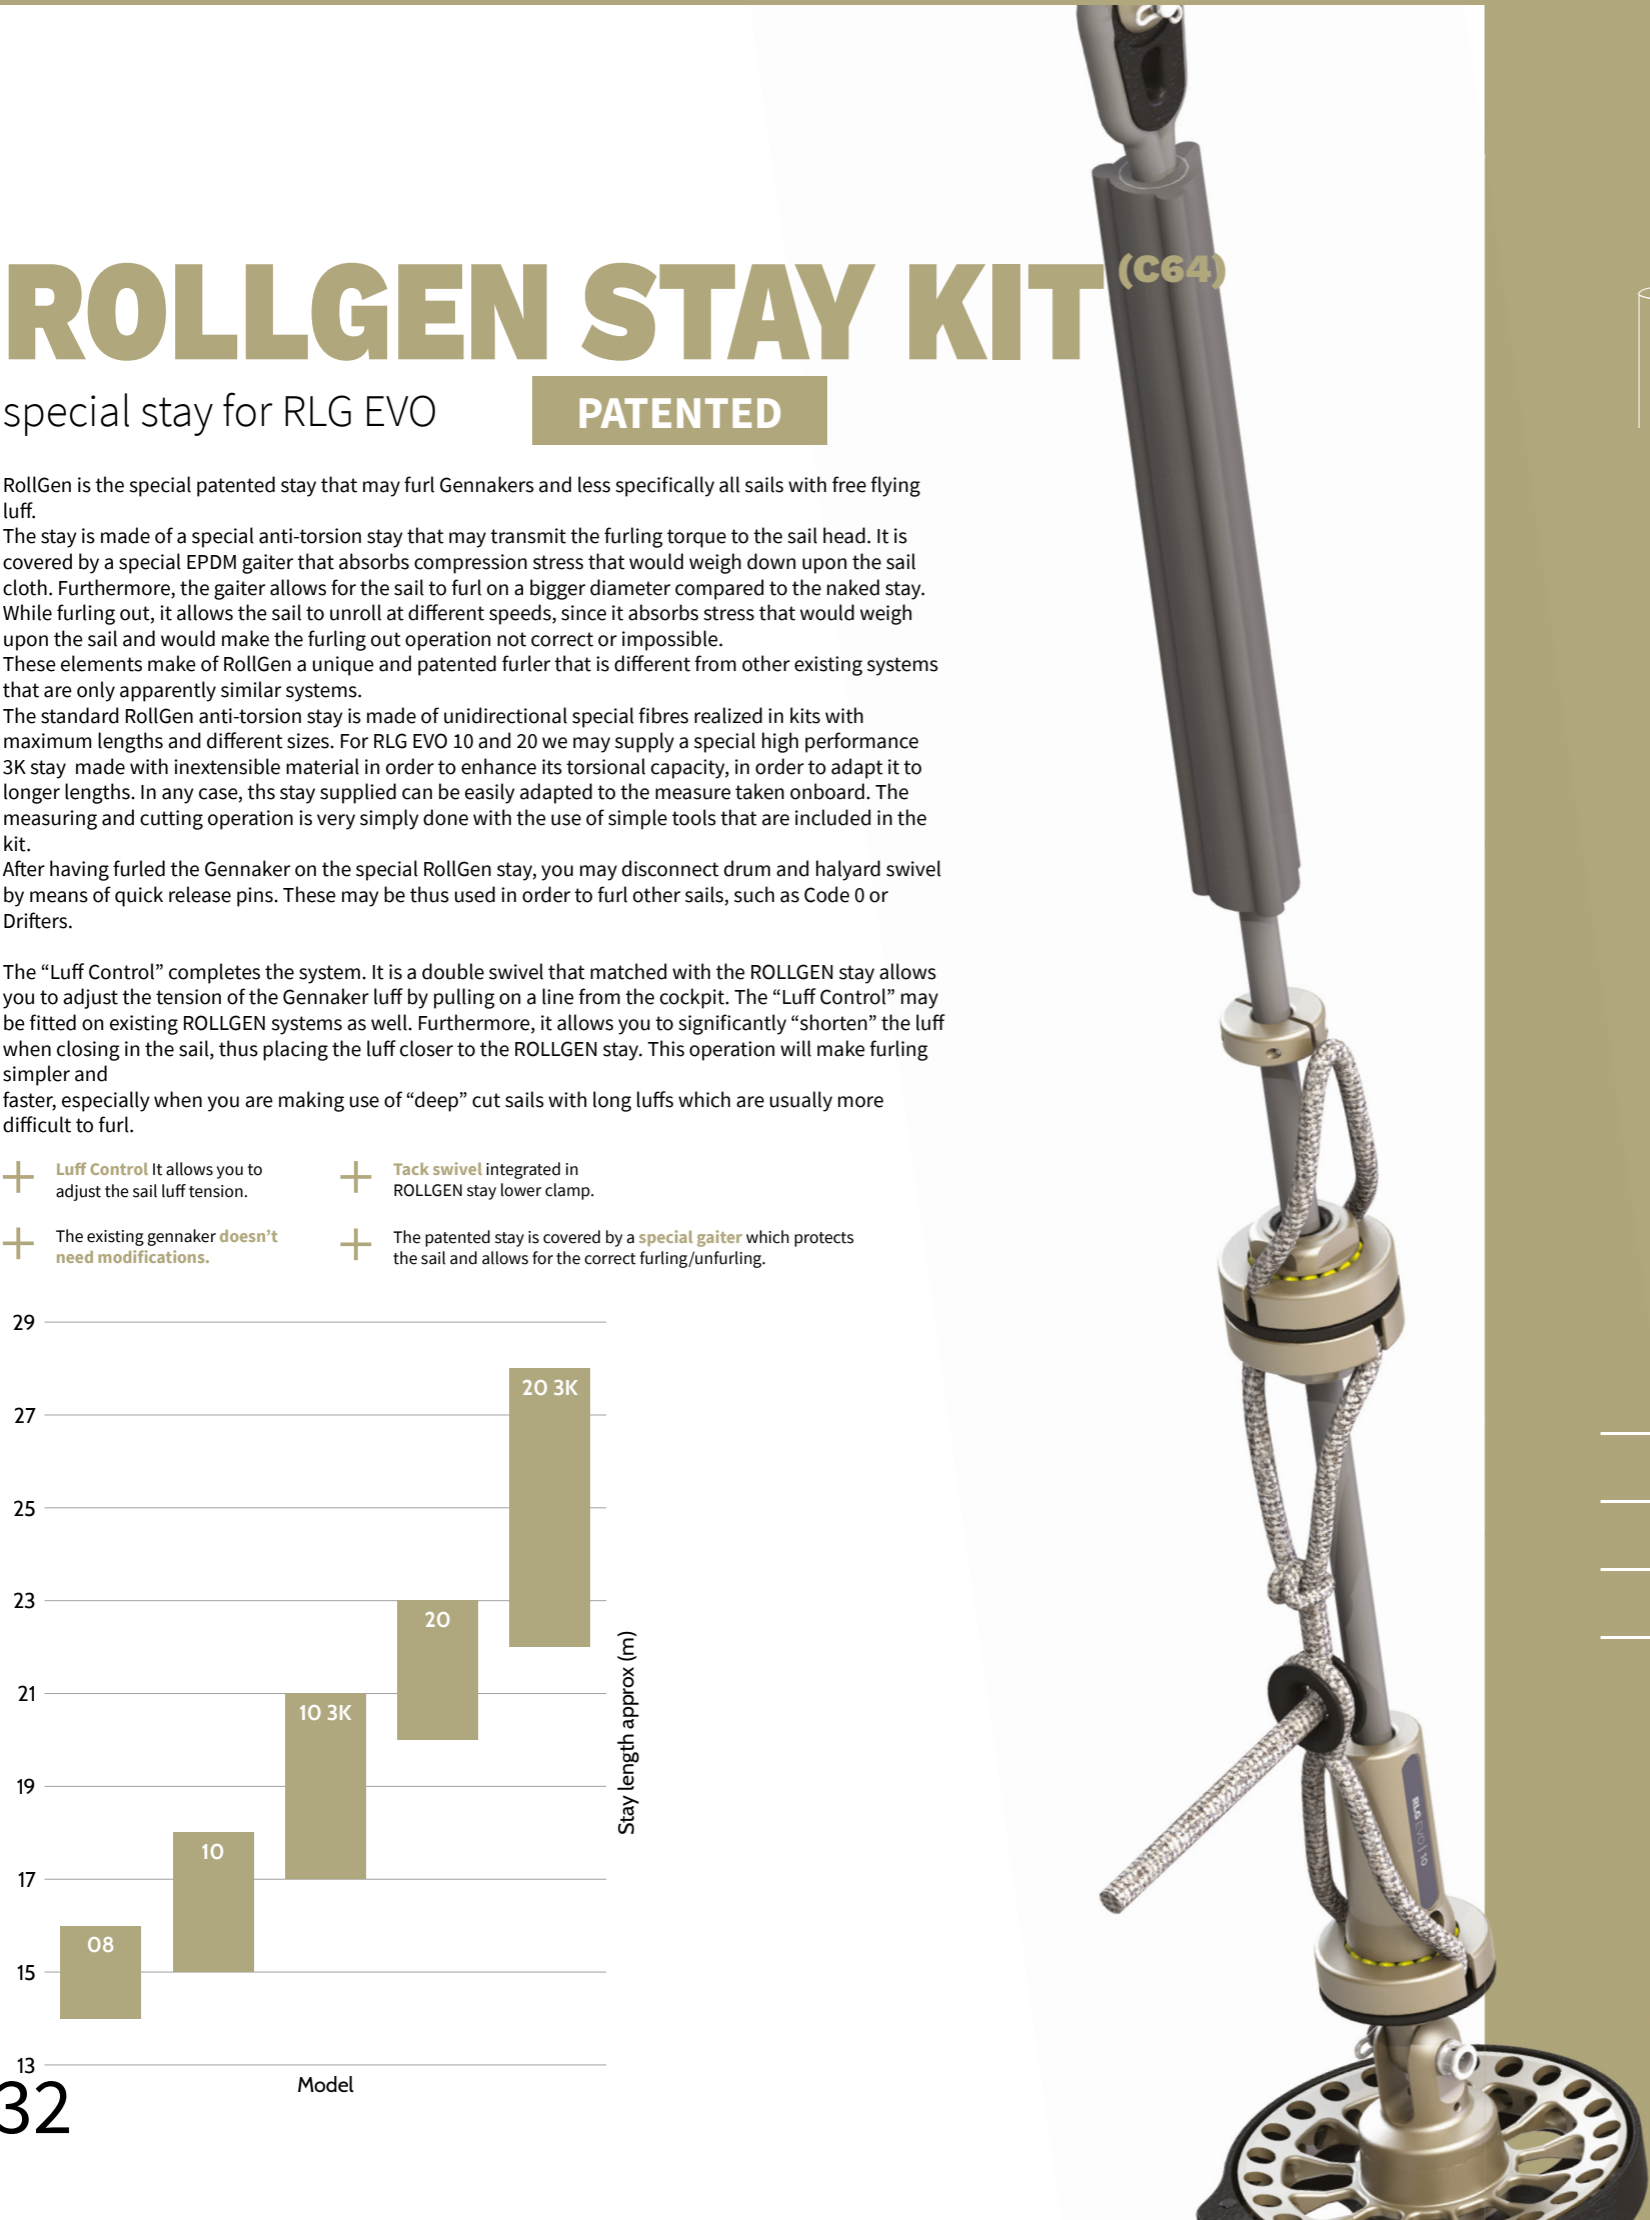 ROLLGEN STAY KIT (C64)
special stay for RLG EVO
PATENTED
RollGen is the special patented stay that may furl Gennakers and less specifically all sails with free flying
luff.
The stay is made of a special anti-torsion stay that may transmit the furling torque to the sail head. It is
covered by a special EPDM gaiter that absorbs compression stress that would weigh down upon the sail
cloth. Furthermore, the gaiter allows for the sail to furl on a bigger diameter compared to the naked stay.
While furling out, it allows the sail to unroll at different speeds, since it absorbs stress that would weigh
upon the sail and would make the furling out operation not correct or impossible.
These elements make of RollGen a unique and patented furler that is different from other existing systems
that are only apparently similar systems.
The standard RollGen anti-torsion stay is made of unidirectional special fibres realized in kits with
maximum lengths and different sizes. For RLG EVO 10 and 20 we may supply a special high performance
3K stay made with inextensible material in order to enhance its torsional capacity, in order to adapt it to
longer lengths. In any case, ths stay supplied can be easily adapted to the measure taken onboard. The
measuring and cutting operation is very simply done with the use of simple tools that are included in the
kit.
After having furled the Gennaker on the special RollGen stay, you may disconnect drum and halyard swivel
by means of quick release pins. These may be thus used in order to furl other sails, such as Code 0 or
Drifters.
The “Luff Control” completes the system. It is a double swivel that matched with the ROLLGEN stay allows
you to adjust the tension of the Gennaker luff by pulling on a line from the cockpit. The “Luff Control” may
be fitted on existing ROLLGEN systems as well. Furthermore, it allows you to significantly “shorten” the luff
when closing in the sail, thus placing the luff closer to the ROLLGEN stay. This operation will make furling
simpler and
faster, especially when you are making use of “deep” cut sails with long luffs which are usually more
difficult to furl.
Luff Control It allows you to
adjust the sail luff tension.
Tack swivel integrated in
ROLLGEN stay lower clamp.
The existing gennaker doesn’t
need modifications.
The patented stay is covered by a special gaiter which protects
the sail and allows for the correct furling/unfurling.
29
27
25
23
21
19
17
15
13
08
10
10 3K
20
20 3K
Stay length approx (m)
Model
RLG EVO | 10
32